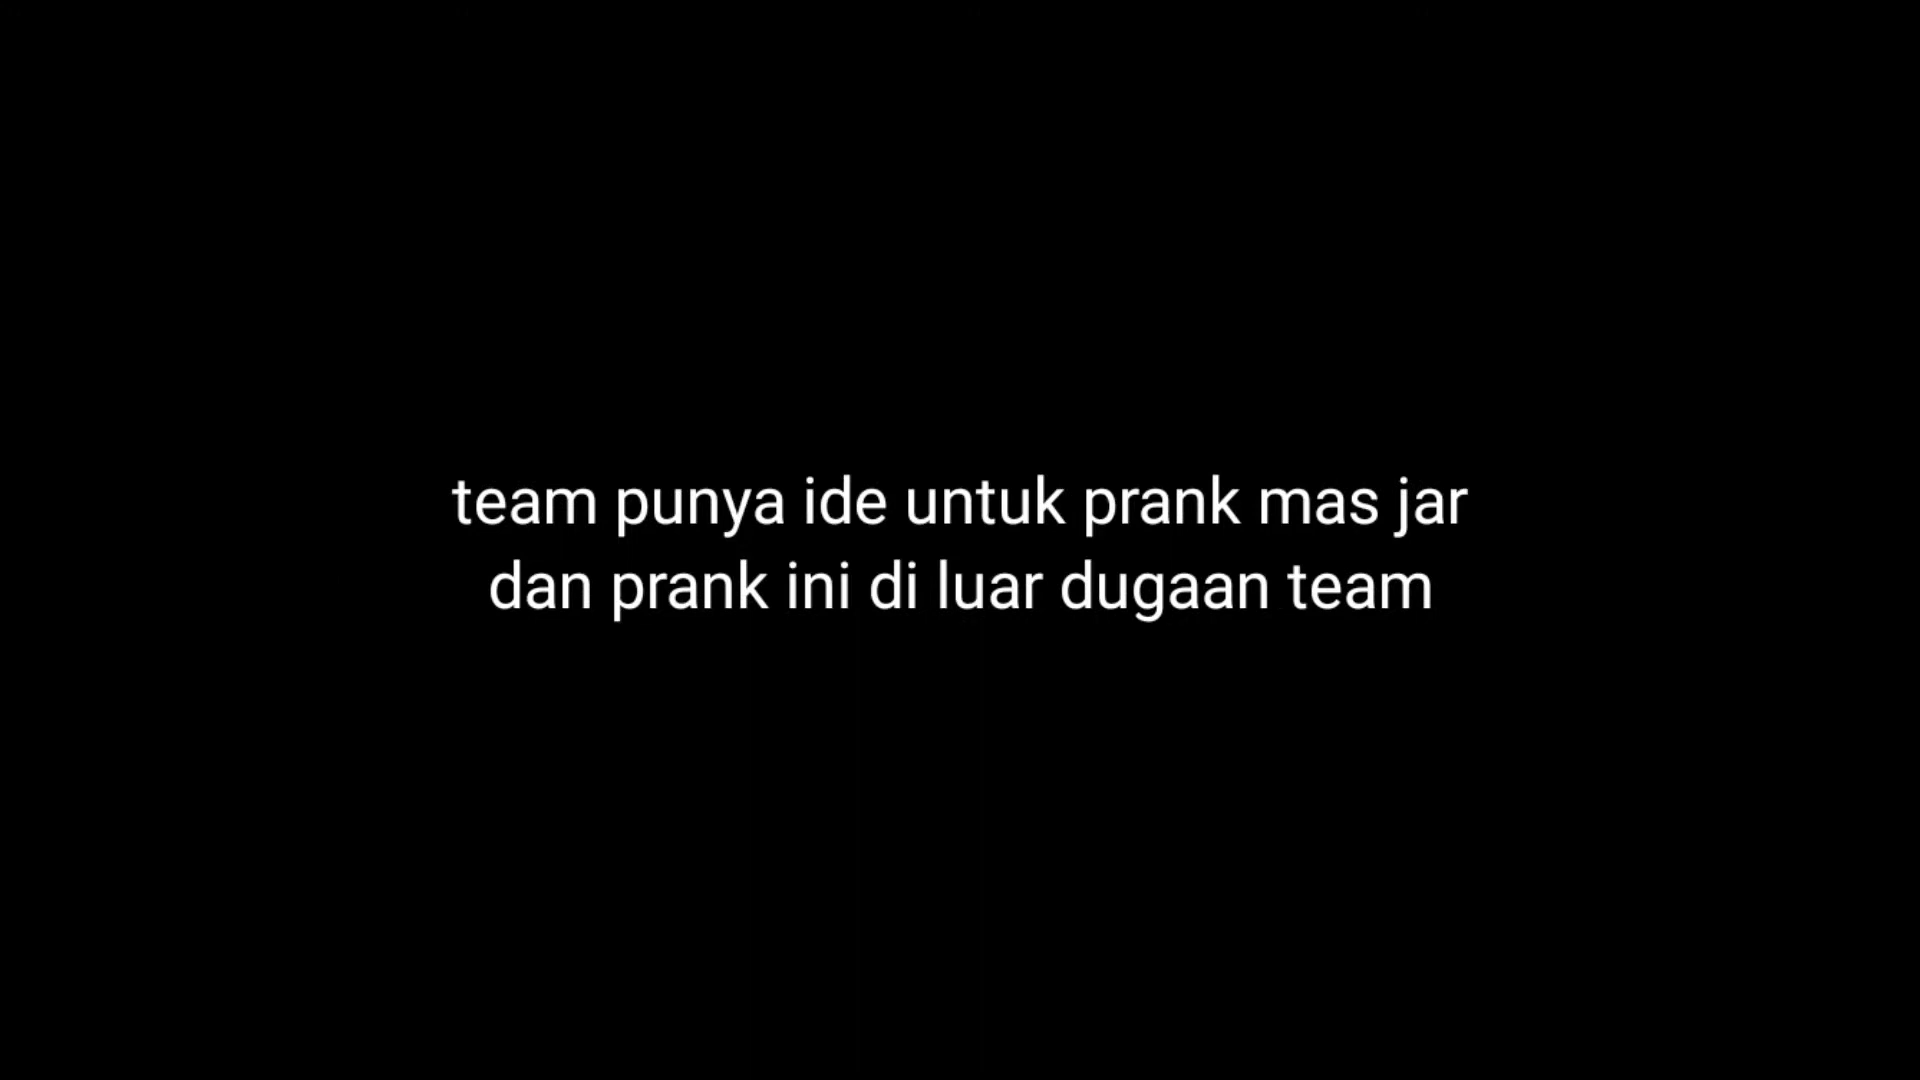 team punya ide untuk prank mas jar
dan prank ini di luar dugaan team